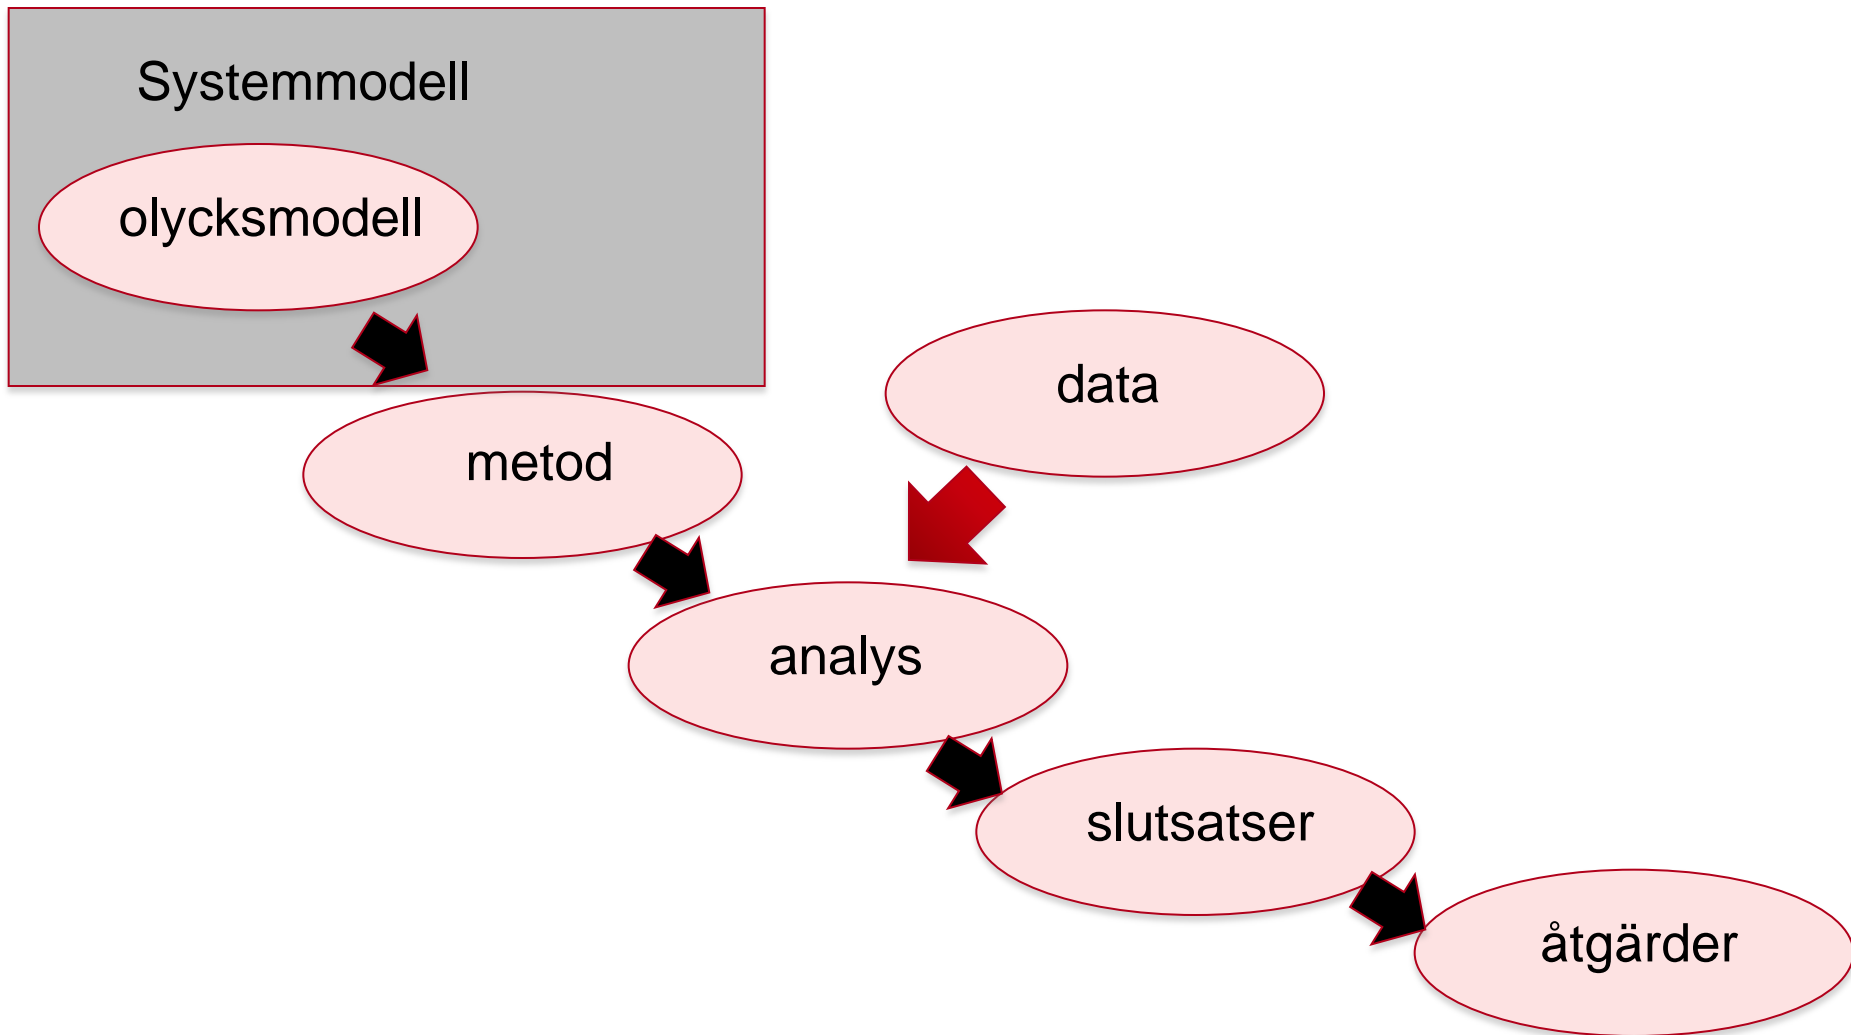 Systemmodell
olycksmodell
data
metod
analys
slutsatser
åtgärder